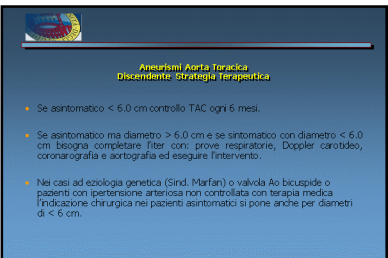 Aneurismi Aorta Toracica
Discendente Strategia Terapeutica
Se asintomatico < 6.0 cm controllo TAC ogni 6 mesi.
Se asintomatico ma diametro > 6.0 cm e se sintomatico con diametro < 6.0
cm bisogna completare l'iter con: prove respiratorie, Doppler carotideo,
coronarografia e aortografia ed eseguire l'intervento.
Nei casi ad eziologia genetica (Sind. Marfan) o valvola Ao bicuspide o
pazienti con ipertensione arteriosa non controllata con terapia medica
l'indicazione chirurgica nei pazienti asintomatici si pone anche per diametri
di < 6 cm.